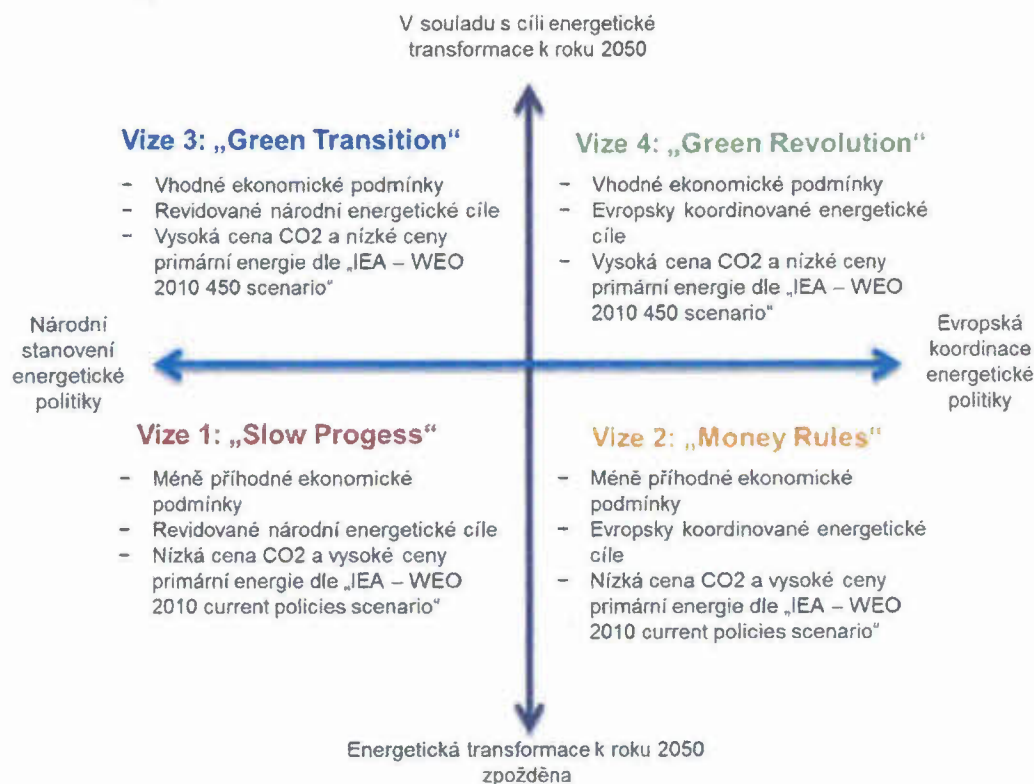 V souladu s cíli energetické
transformace k roku 2050
Vize 3: „Green Transition“
- Vhodné ekonomické podmínky
- Revidované národní energetické cíle
- Vysoká cena CO2 a nízké ceny
primární energie dle „IEA – WEO
2010 450 scenario“
Vize 4: „Green Revolution“
- Vhodné ekonomické podmínky
- Evropsky koordinované energetické
cíle
- Vysoká cena CO2 a nízké ceny
primární energie dle „IEA – WEO
2010 450 scenario“
Národní
stanovení
energetické
politiky
Evropská
koordinace
energetické
politiky
Vize 1: „Slow Progess“
- Méně příhodné ekonomické
podmínky
- Revidované národní energetické cíle
- Nízká cena CO2 a vysoké ceny
primární energie dle „IEA – WEO
2010 current policies scenario“
Vize 2: „Money Rules“
- Méně příhodné ekonomické
podmínky
- Evropsky koordinované energetické
cíle
- Nízká cena CO2 a vysoké ceny
primární energie dle „IEA – WEO
2010 current policies scenario“
Energetická transformace k roku 2050
zpožděna